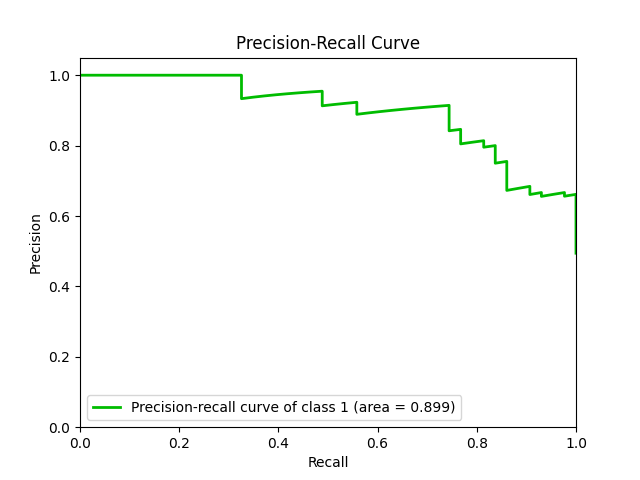 Precision-Recall Curve
1.0
0.8
0.6
0.4
0.2
0.0
Precision
Precision-recall curve of class 1 (area = 0.899)
0.0 0.2 0.4 0.6 0.8 1.0
Recall